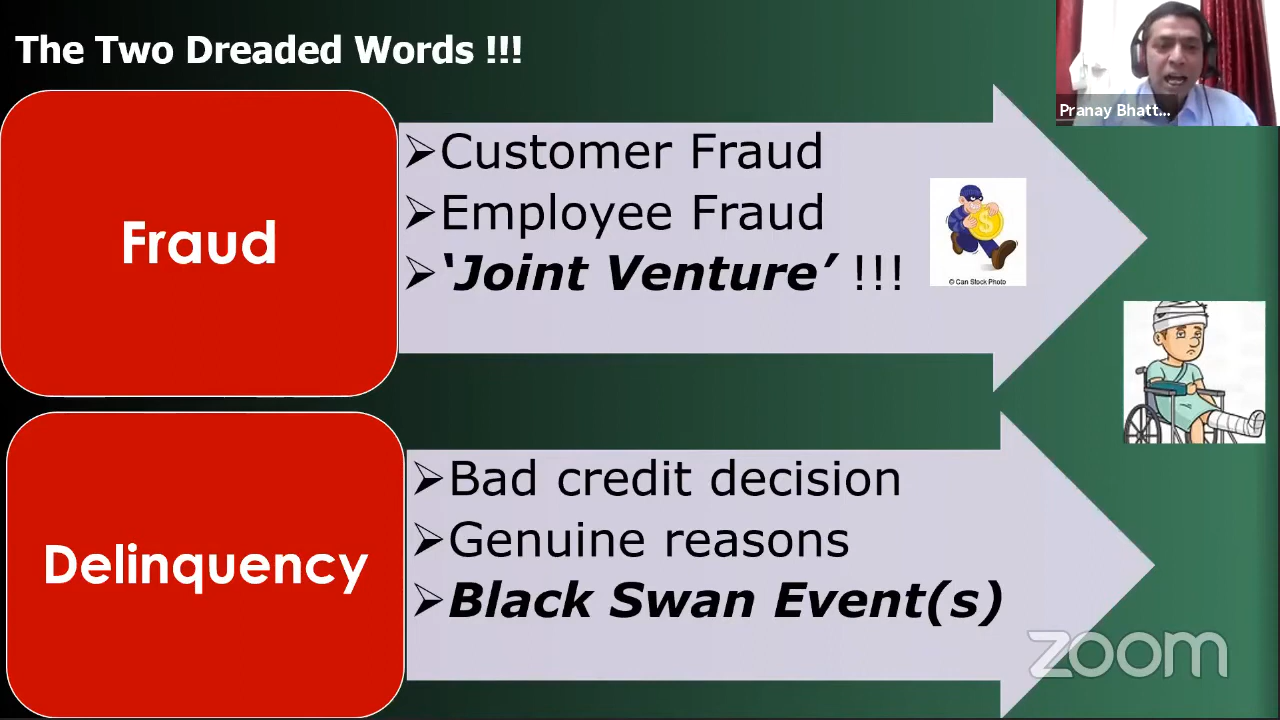 The Two Dreaded Words !!!
Pranay Bhatt...
Fraud
➢Customer Fraud
➢Employee Fraud
➢‘Joint Venture’ !!!
© Can Stock Photo
Delinquency
➢Bad credit decision
➢Genuine reasons
➢Black Swan Event(s)
zoom